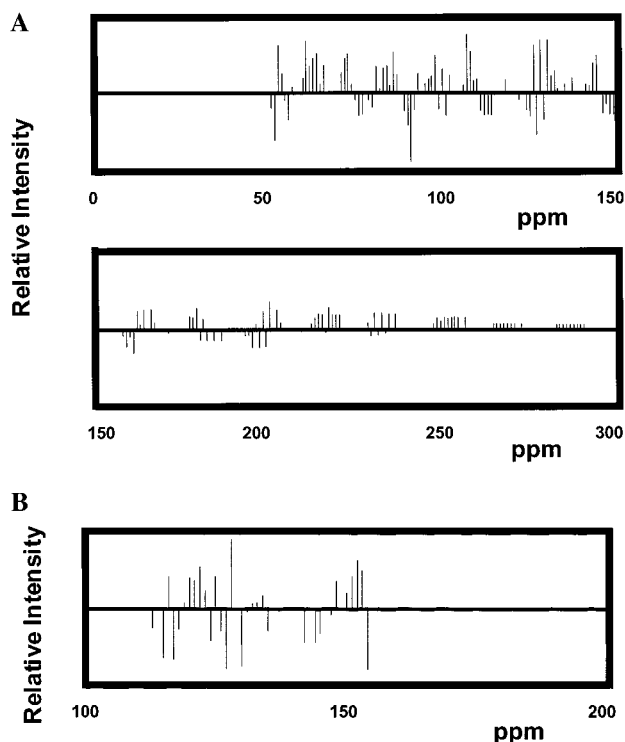 A
Relative Intensity
0 50 100 150
ppm
150 200 250 300
ppm
B
Relative Intensity
100 150 200
ppm